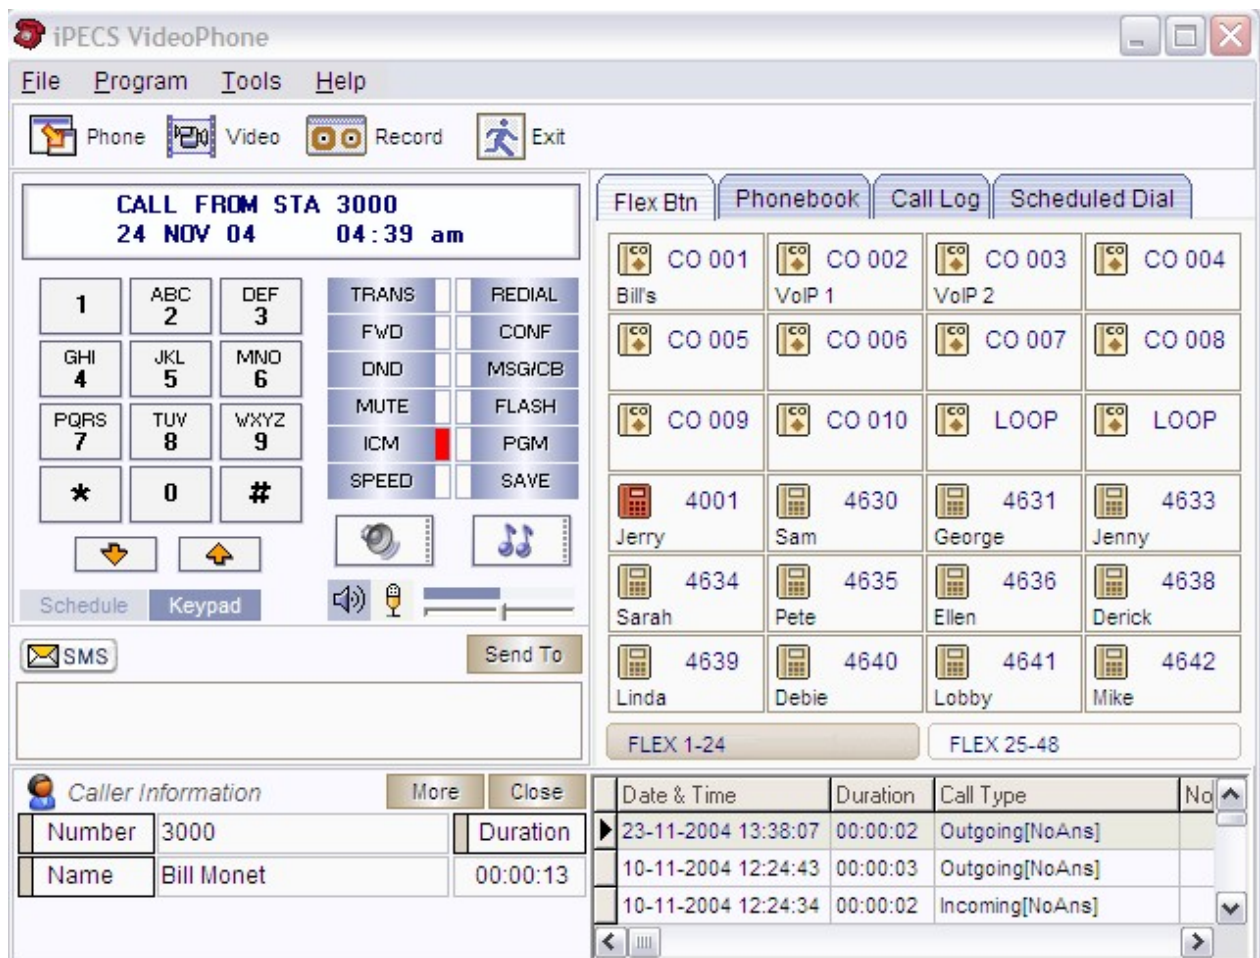 iPECS VideoPhone
File Program Tools Help
Phone Video Record Exit
CALL FROM STA 3000
24 NOV 04 04:39 am
1 ABC 2 DEF 3
GHI 4 JKL 5 MNO 6
PQRS 7 TUV 8 WXYZ 9
* 0 #
TRANS REDIAL
FWD CONF
DND MSG/CB
MUTE FLASH
ICM PGM
SPEED SAVE
Schedule Keypad
SMS Send To
Flex Btn Phonebook Call Log Scheduled Dial
CO 001 CO 002 CO 003 CO 004
Bill's VoIP 1 VoIP 2
CO 005 CO 006 CO 007 CO 008
CO 009 CO 010 LOOP LOOP
4001 4630 4631 4633
Jerry Sam George Jenny
4634 4635 4636 4638
Sarah Pete Ellen Derick
4639 4640 4641 4642
Linda Debie Lobby Mike
FLEX 1-24 FLEX 25-48
Caller Information More Close
Number 3000 Duration
Name Bill Monet 00:00:13
Date & Time Duration Call Type No
23-11-2004 13:38:07 00:00:02 Outgoing[NoAns]
10-11-2004 12:24:43 00:00:03 Outgoing[NoAns]
10-11-2004 12:24:34 00:00:02 Incoming[NoAns]